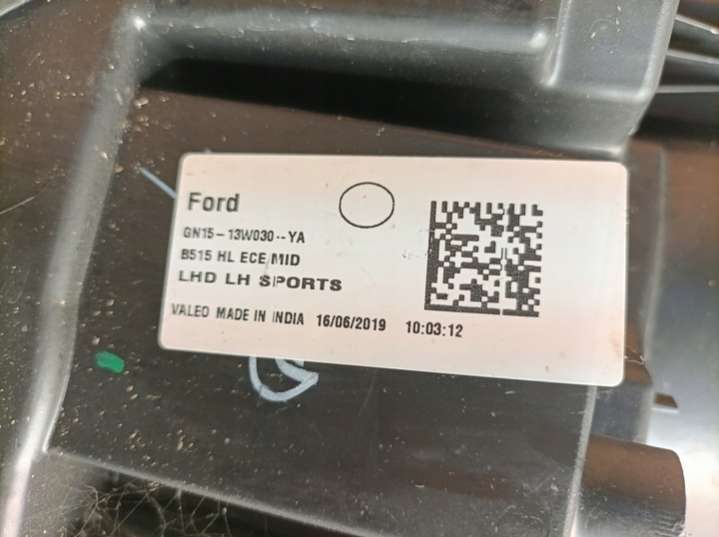 Ford
GN15-13W030--YA
B515 HL ECE MID
LHD LH SPORTS
VALEO MADE IN INDIA 16/06/2019 10:03:12